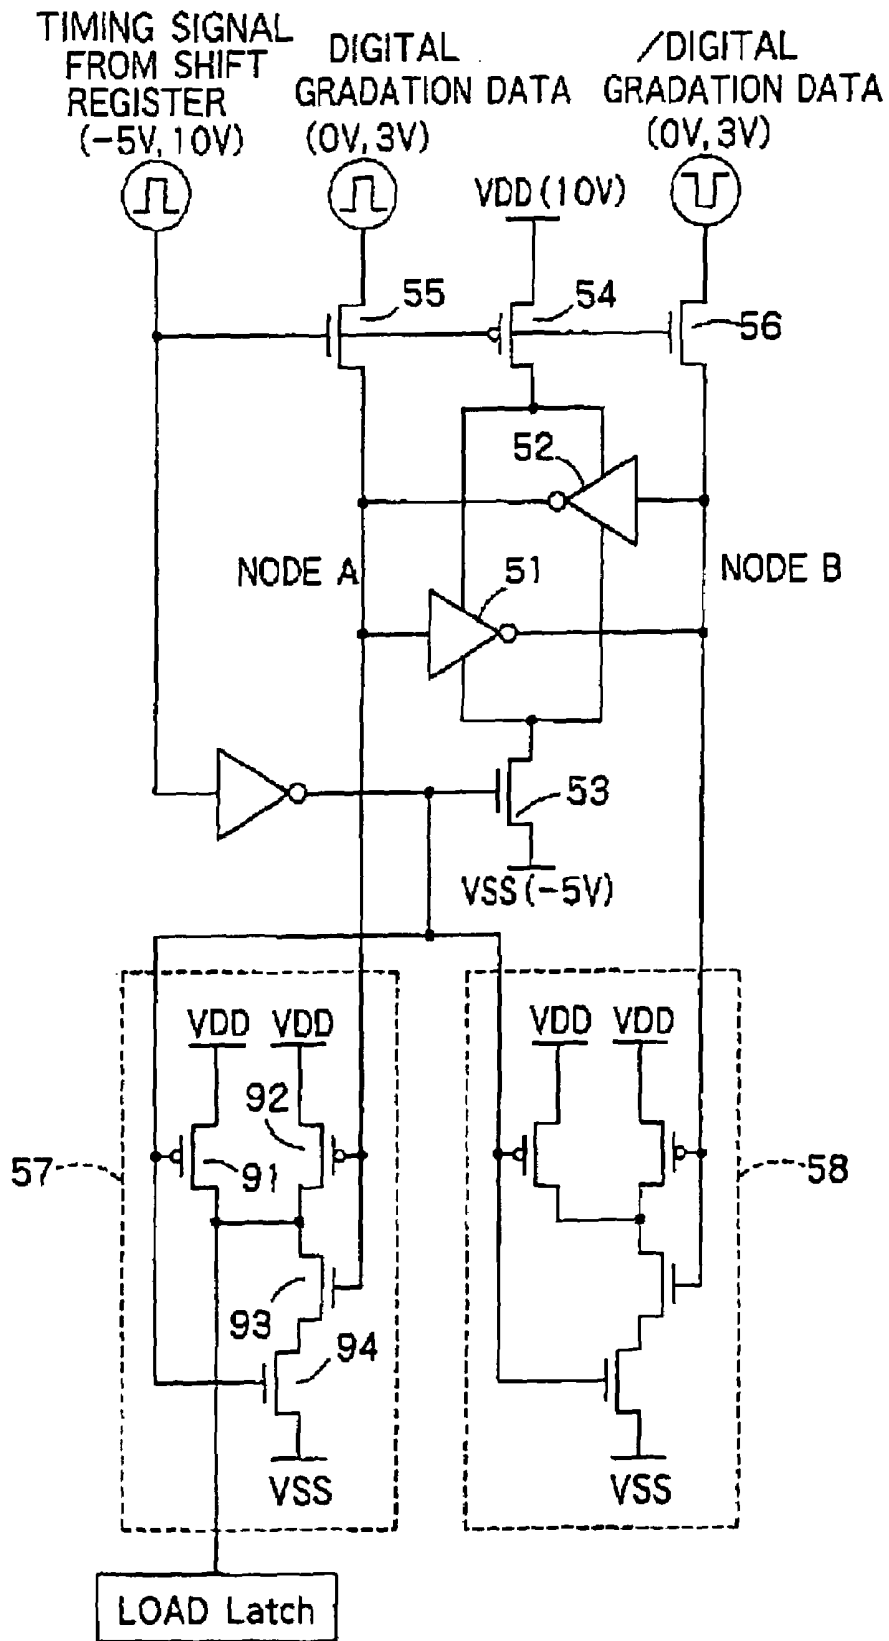 TIMING SIGNAL
FROM SHIFT
REGISTER
(-5V, 10V)
DIGITAL
GRADATION DATA
(0V, 3V)
/DIGITAL
GRADATION DATA
(0V, 3V)
VDD (10V)
55
54
56
52
NODE A
51
NODE B
53
VSS (-5V)
VDD VDD
92
57
91
93
94
VSS
VDD VDD
58
VSS
LOAD Latch